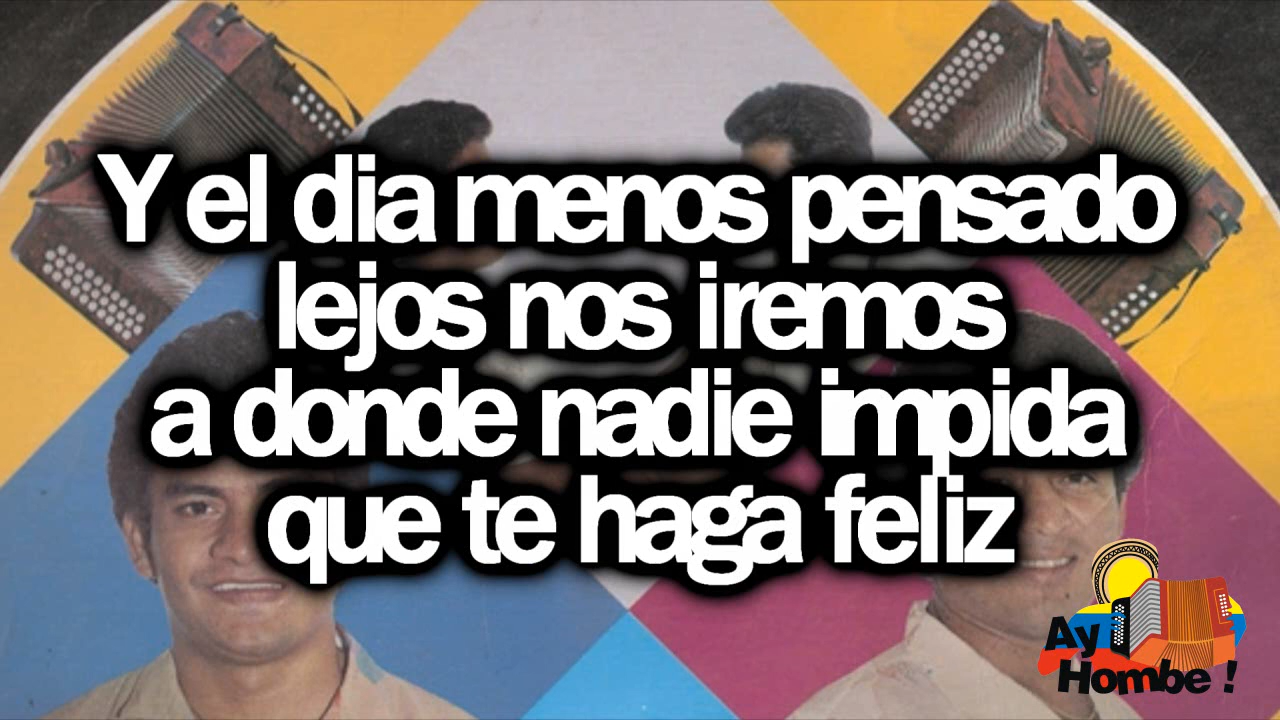 Y el dia menos pensado
lejos nos iremos
a donde nadie impida
que te haga feliz
Ay
Hombe !